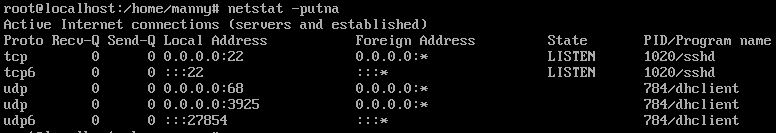 root@localhost:/home/manny# netstat -putna
Active Internet connections (servers and established)
Proto Recv-Q Send-Q Local Address           Foreign Address         State       PID/Program name
tcp        0      0 0.0.0.0:22              0.0.0.0:*               LISTEN      1020/sshd
tcp6       0      0 :::22                   :::*                    LISTEN      1020/sshd
udp        0      0 0.0.0.0:68              0.0.0.0:*                           784/dhclient
udp        0      0 0.0.0.0:3925            0.0.0.0:*                           784/dhclient
udp6       0      0 :::27854                :::*                                784/dhclient